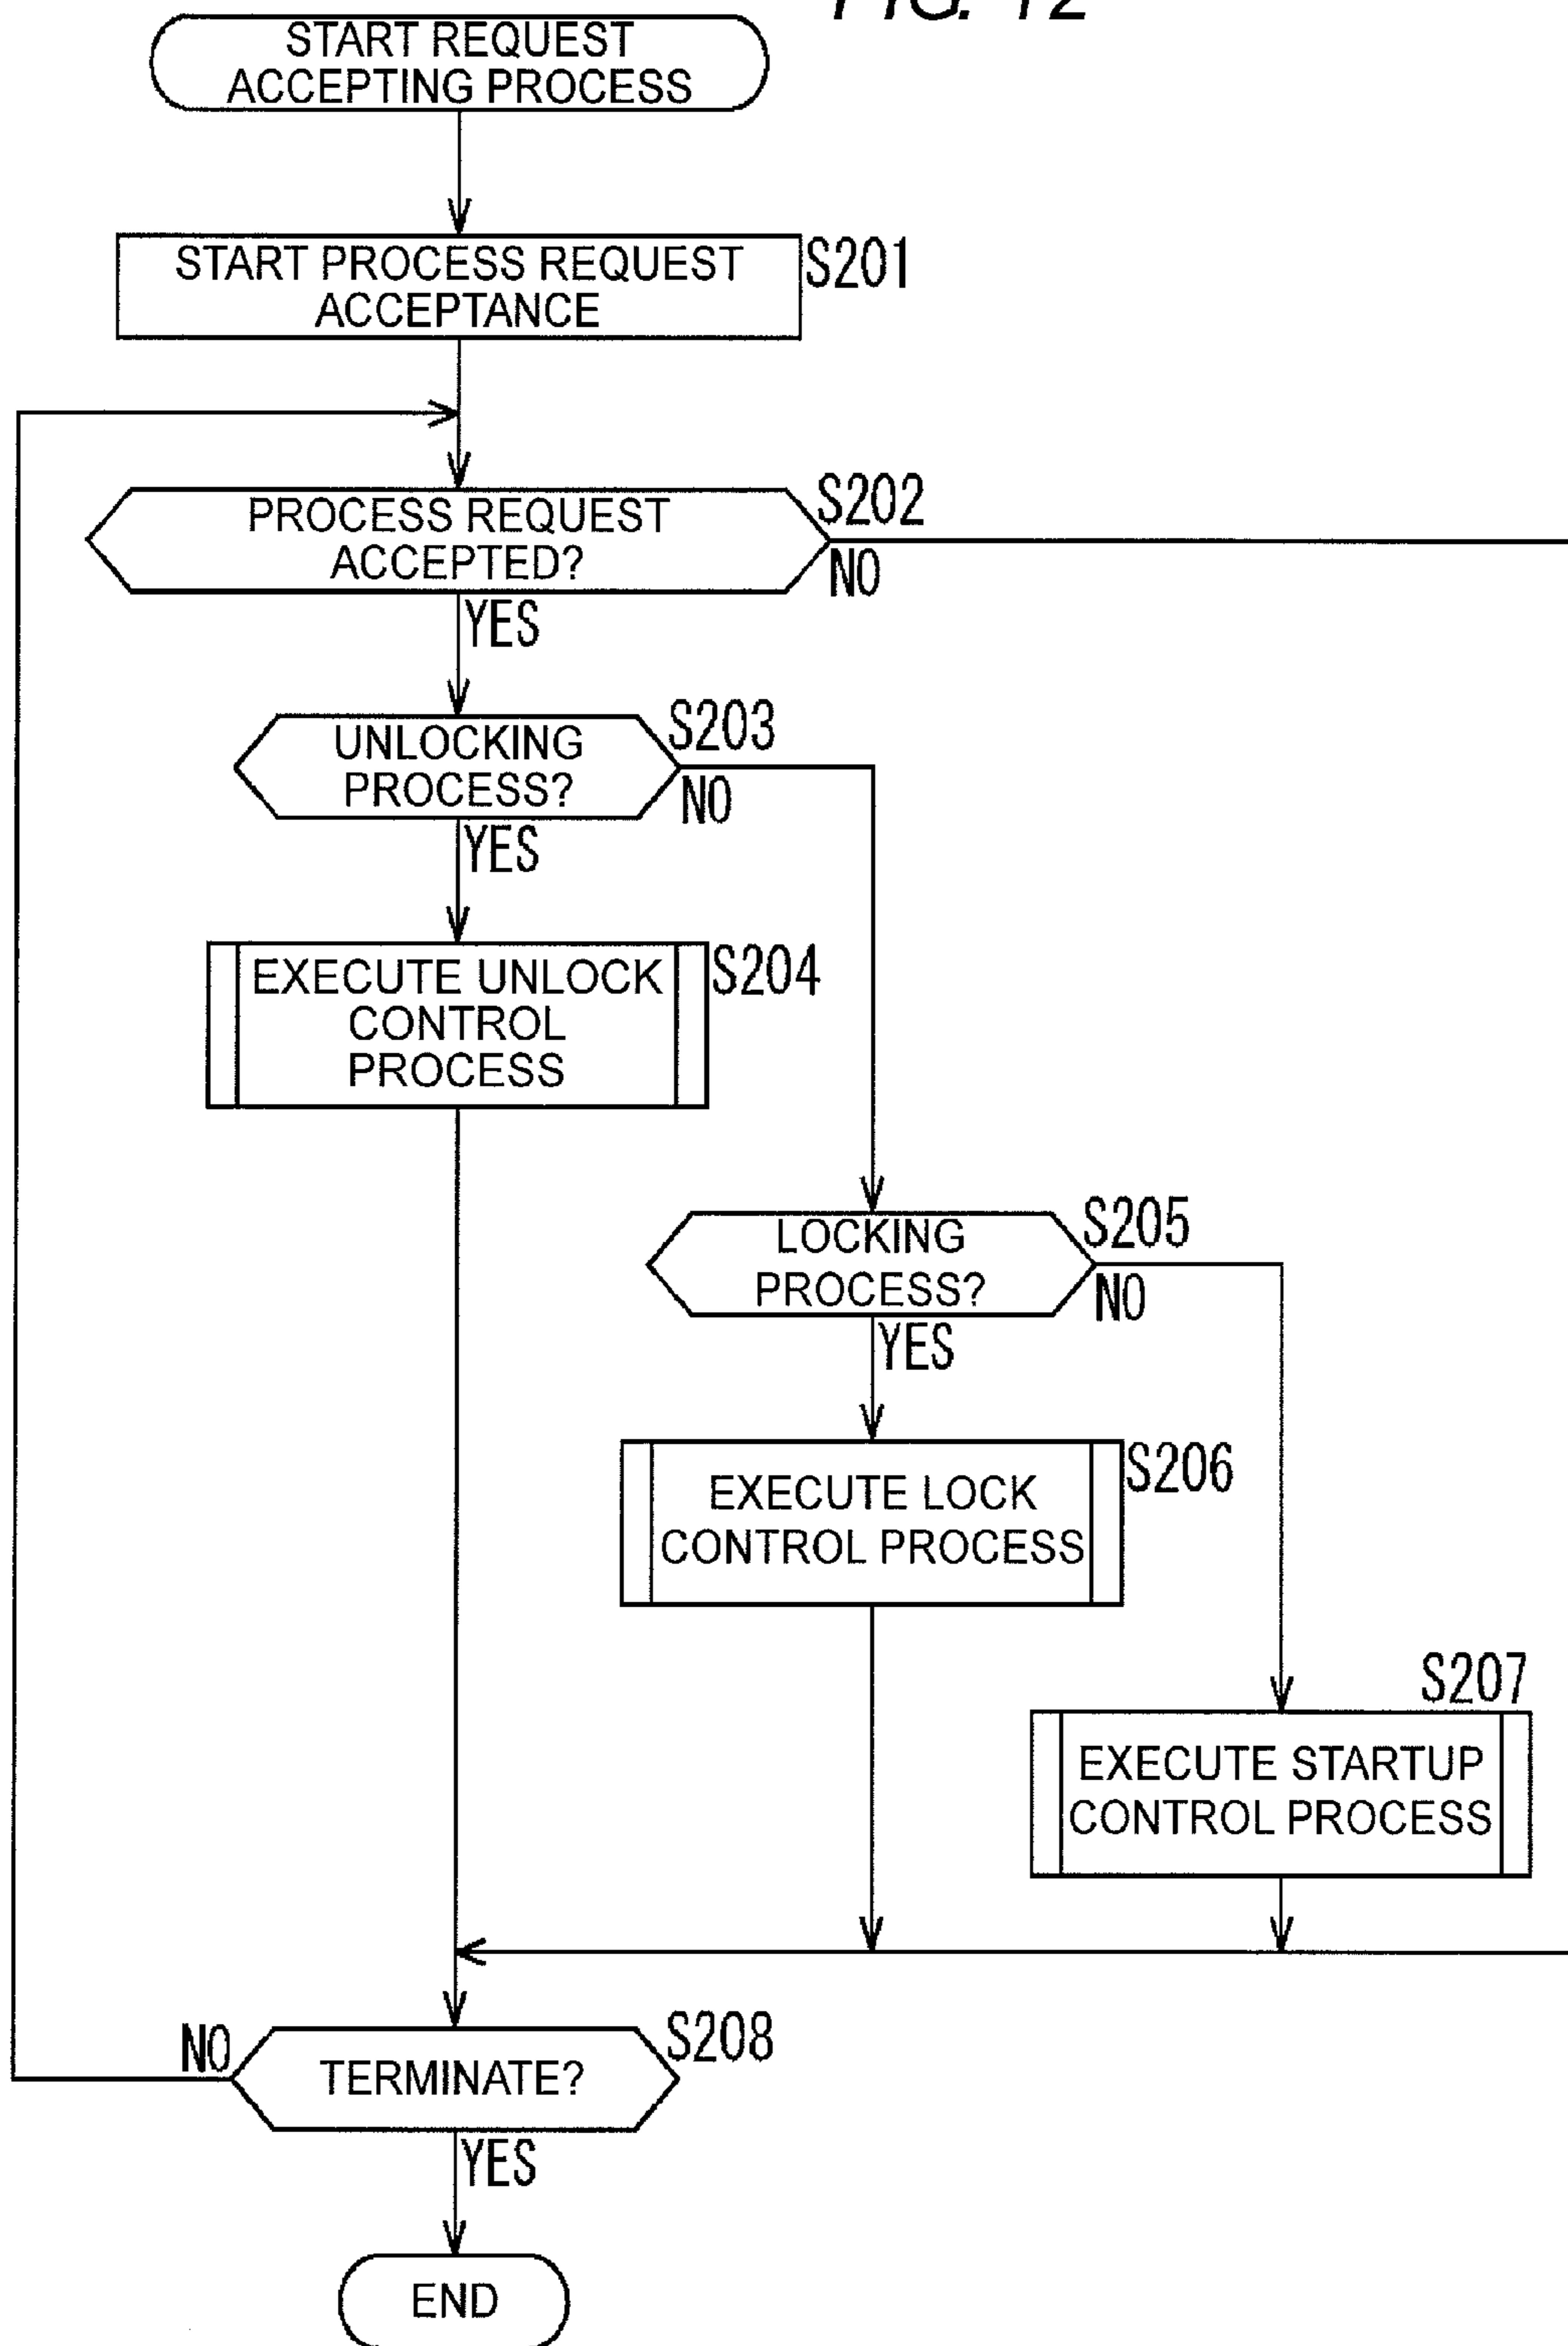 FIG. 12
START REQUEST
ACCEPTING PROCESS
START PROCESS REQUEST
ACCEPTANCE
S201
PROCESS REQUEST
ACCEPTED?
S202
NO
YES
UNLOCKING
PROCESS?
S203
NO
YES
EXECUTE UNLOCK
CONTROL
PROCESS
S204
LOCKING
PROCESS?
S205
NO
YES
EXECUTE LOCK
CONTROL PROCESS
S206
S207
EXECUTE STARTUP
CONTROL PROCESS
NO
TERMINATE?
S208
YES
END